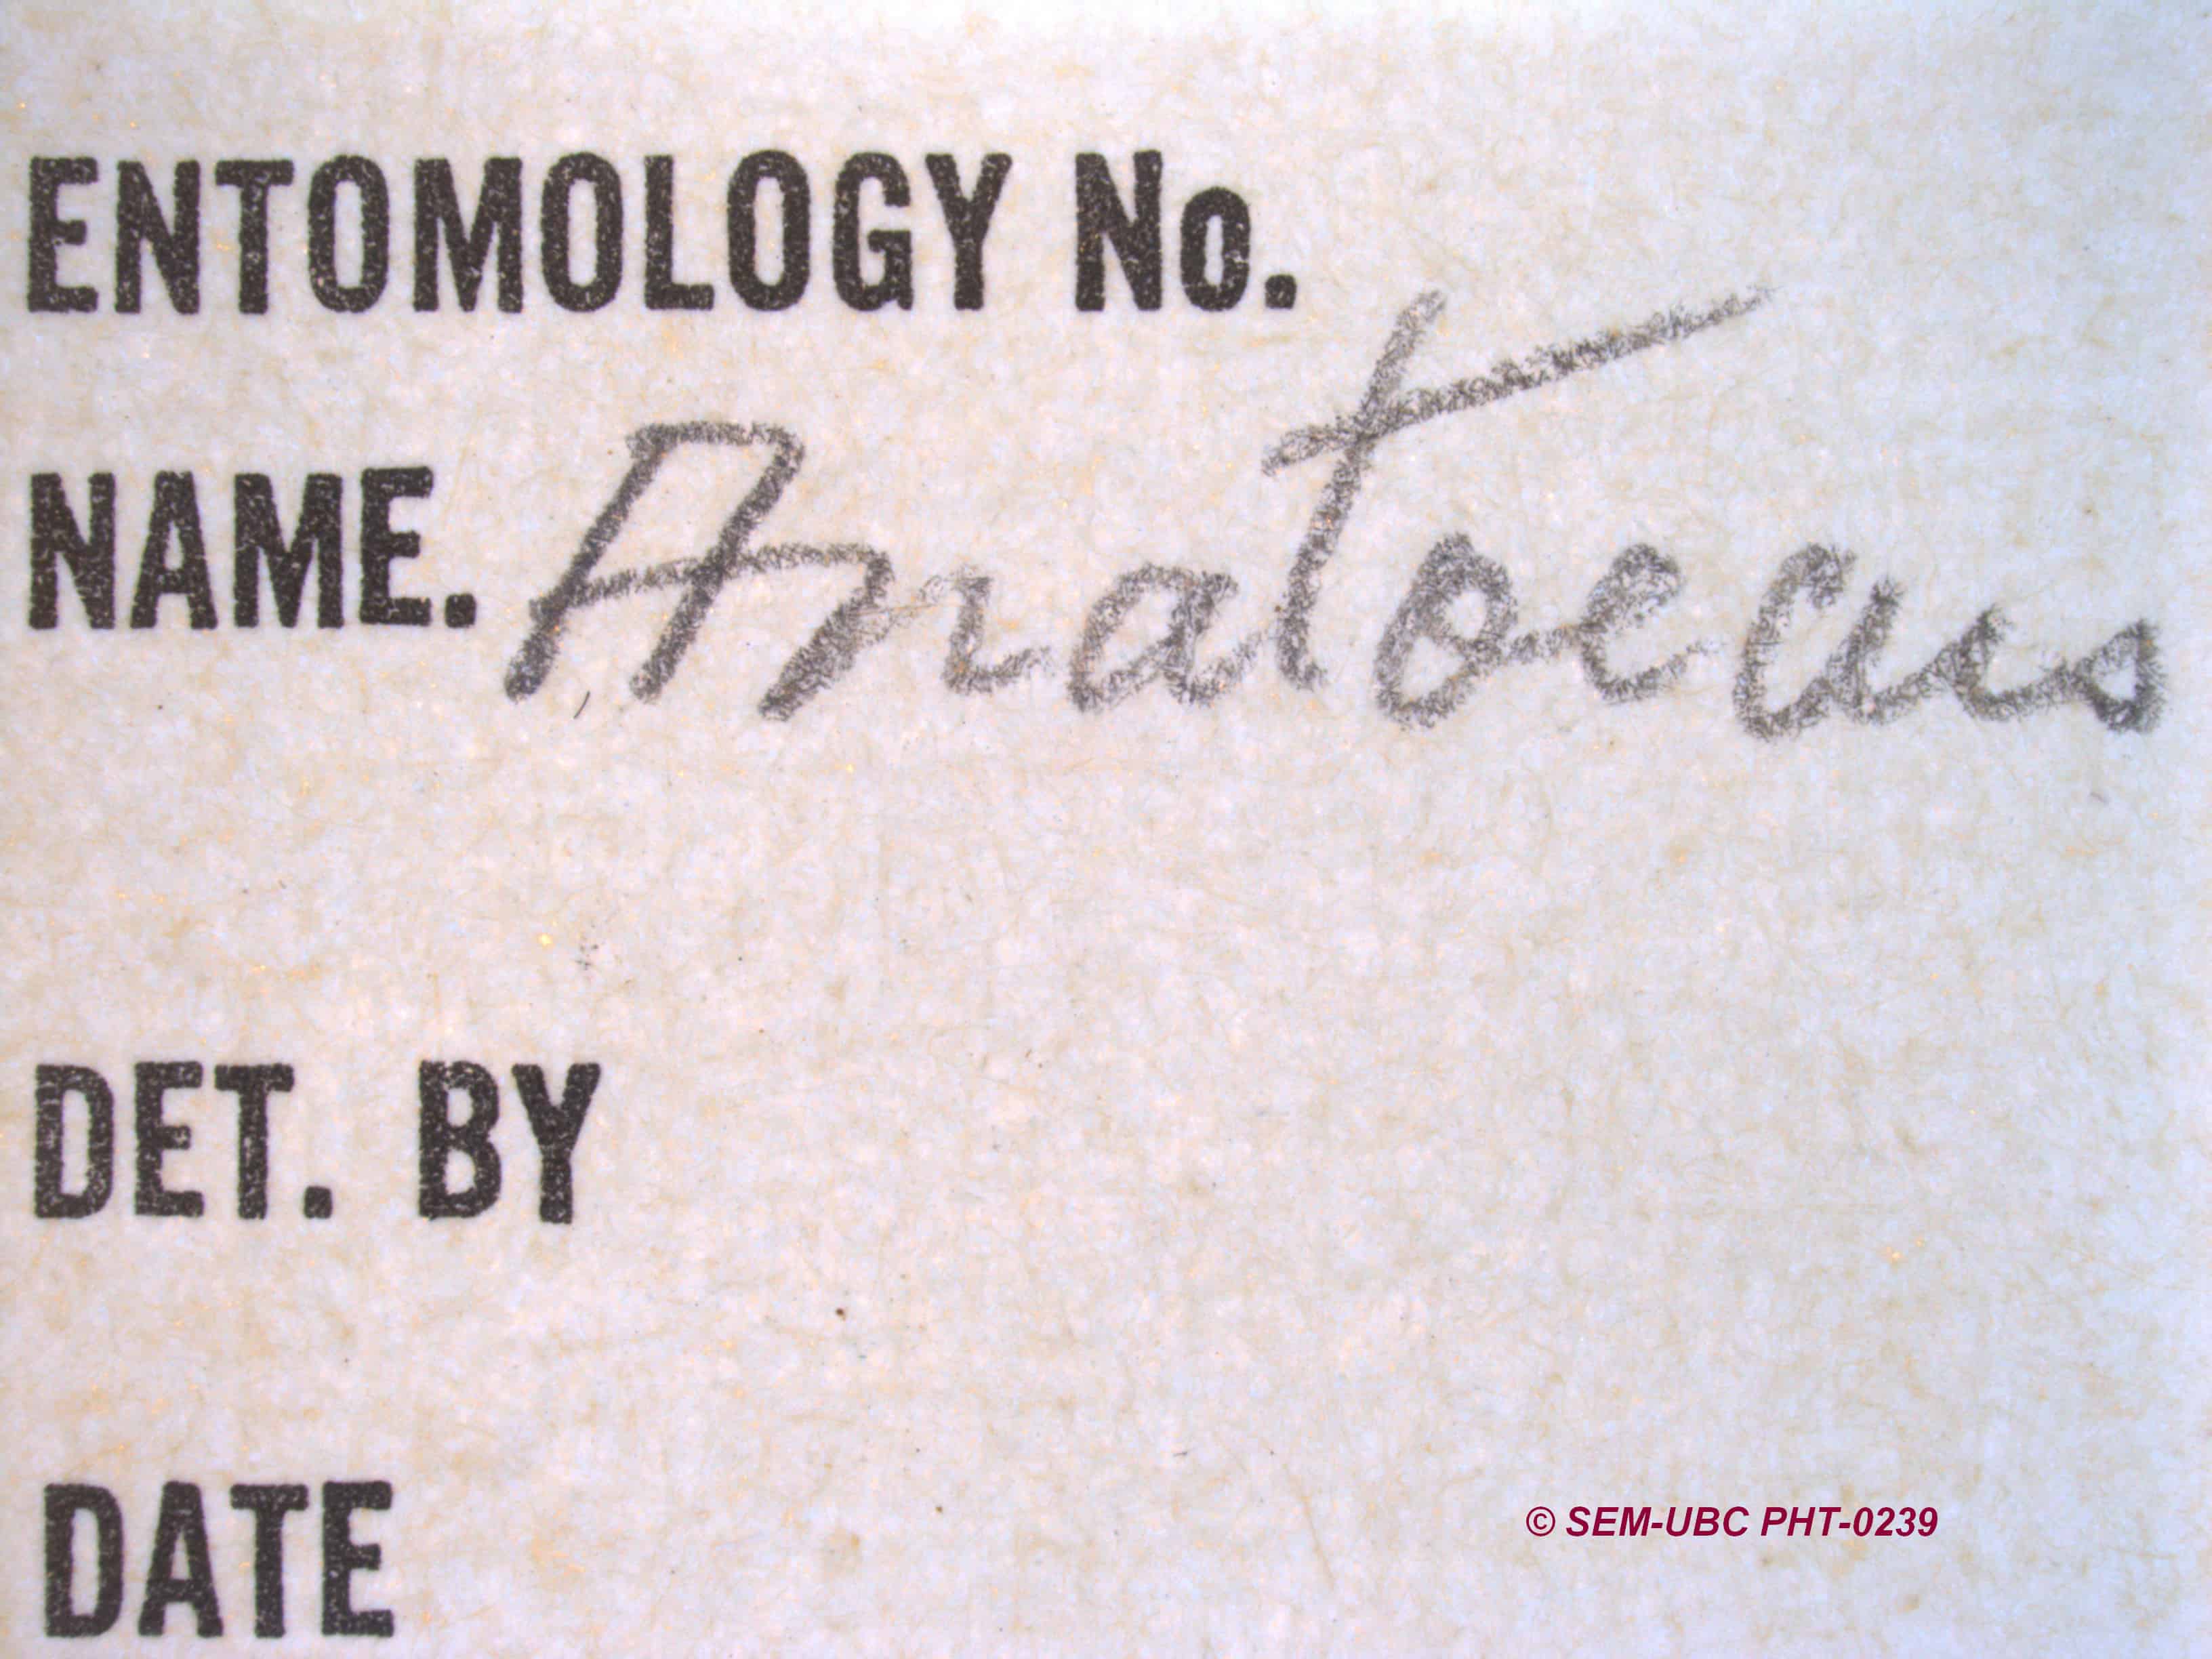 ENTOMOLOGY No.
NAME. Anatoecus
DET. BY
DATE
© SEM-UBC PHT-0239